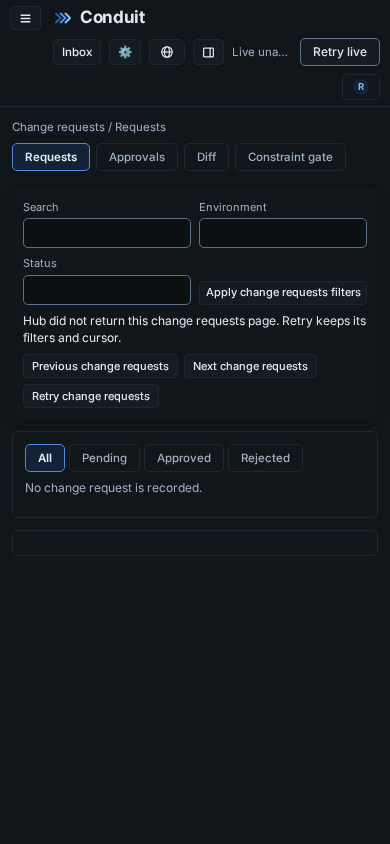 Conduit
Inbox
Live una...
Retry live
R
Change requests / Requests
Requests
Approvals
Diff
Constraint gate
Search
Environment
Status
Apply change requests filters
Hub did not return this change requests page. Retry keeps its
filters and cursor.
Previous change requests
Next change requests
Retry change requests
All
Pending
Approved
Rejected
No change request is recorded.